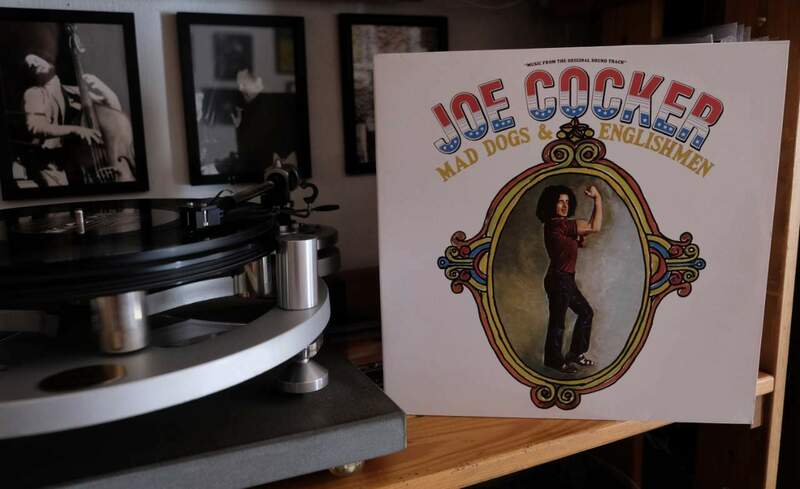 "MUSIC FROM THE ORIGINAL SOUND TRACK"
JOE COCKER
MAD DOGS & ENGLISHMEN